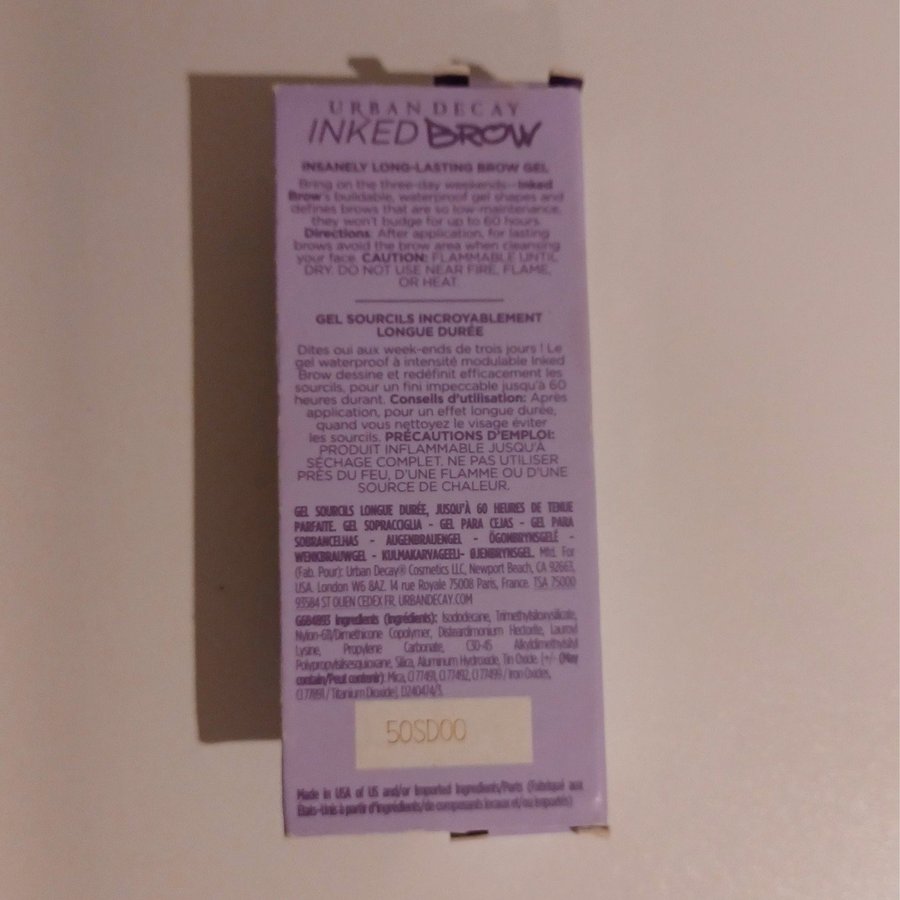 URBAN DECAY
INKED BROW
INSANELY LONG-LASTING BROW GEL
Bring on the three-day weekends—Inked
Brow's buildable, waterproof gel shapes and
defines brows that are so low-maintenance,
they won't budge for up to 60 hours.
Directions: After application, for lasting
brows avoid the brow area when cleansing
your face. CAUTION: FLAMMABLE UNTIL
DRY. DO NOT USE NEAR FIRE, FLAME,
OR HEAT.
GEL SOURCILS INCROYABLEMENT
LONGUE DURÉE
Dites oui aux week-ends de trois jours ! Le
gel waterproof à intensité modulable Inked
Brow dessine et redéfinit efficacement les
sourcils, pour un fini impeccable jusqu'à 60
heures durant. Conseils d'utilisation: Après
application, pour un effet longue durée,
quand vous nettoyez le visage éviter
les sourcils. PRÉCAUTIONS D'EMPLOI:
PRODUIT INFLAMMABLE JUSQU'À
SÉCHAGE COMPLET. NE PAS UTILISER
PRÈS DU FEU, D'UNE FLAMME OU D'UNE
SOURCE DE CHALEUR.
GEL SOURCILS LONGUE DURÉE, JUSQU'À 60 HEURES DE TENUE
PARFAITE. GEL SOPRACCIGLIA - GEL PARA CEJAS - GEL PARA
SOBRANCELHAS - AUGENBRAUENGEL - ÖGONBRYNSGELÉ -
WENKBRAUWGEL - KULMAKARVAGEELI- ØJENBRYNSGEL. Mfd. For
(Fab. Pour): Urban Decay® Cosmetics LLC, Newport Beach, CA 92663,
USA. London W6 8AZ. 14 rue Royale 75008 Paris, France. TSA 75000
93584 ST OUEN CEDEX FR. URBANDECAY.COM
G684893 Ingredients (Ingrédients): Isododecane, Trimethylsiloxysilicate,
Nylon-611/Dimethicone Copolymer, Disteardimonium Hectorite, Lauroyl
Lysine, Propylene Carbonate, C30-45 Alkyldimethylsilyl
Polypropylsilsesquioxane, Silica, Aluminum Hydroxide, Tin Oxide. [+/- (May
contain/Peut contenir): Mica, CI 77491, CI 77492, CI 77499 / Iron Oxides,
CI 77891 / Titanium Dioxide]. D240474/3.
50SD00
Made in USA of US and/or Imported Ingredients/Parts (Fabriqué aux
États-Unis à partir d'ingrédients/de composants locaux et/ou importés)